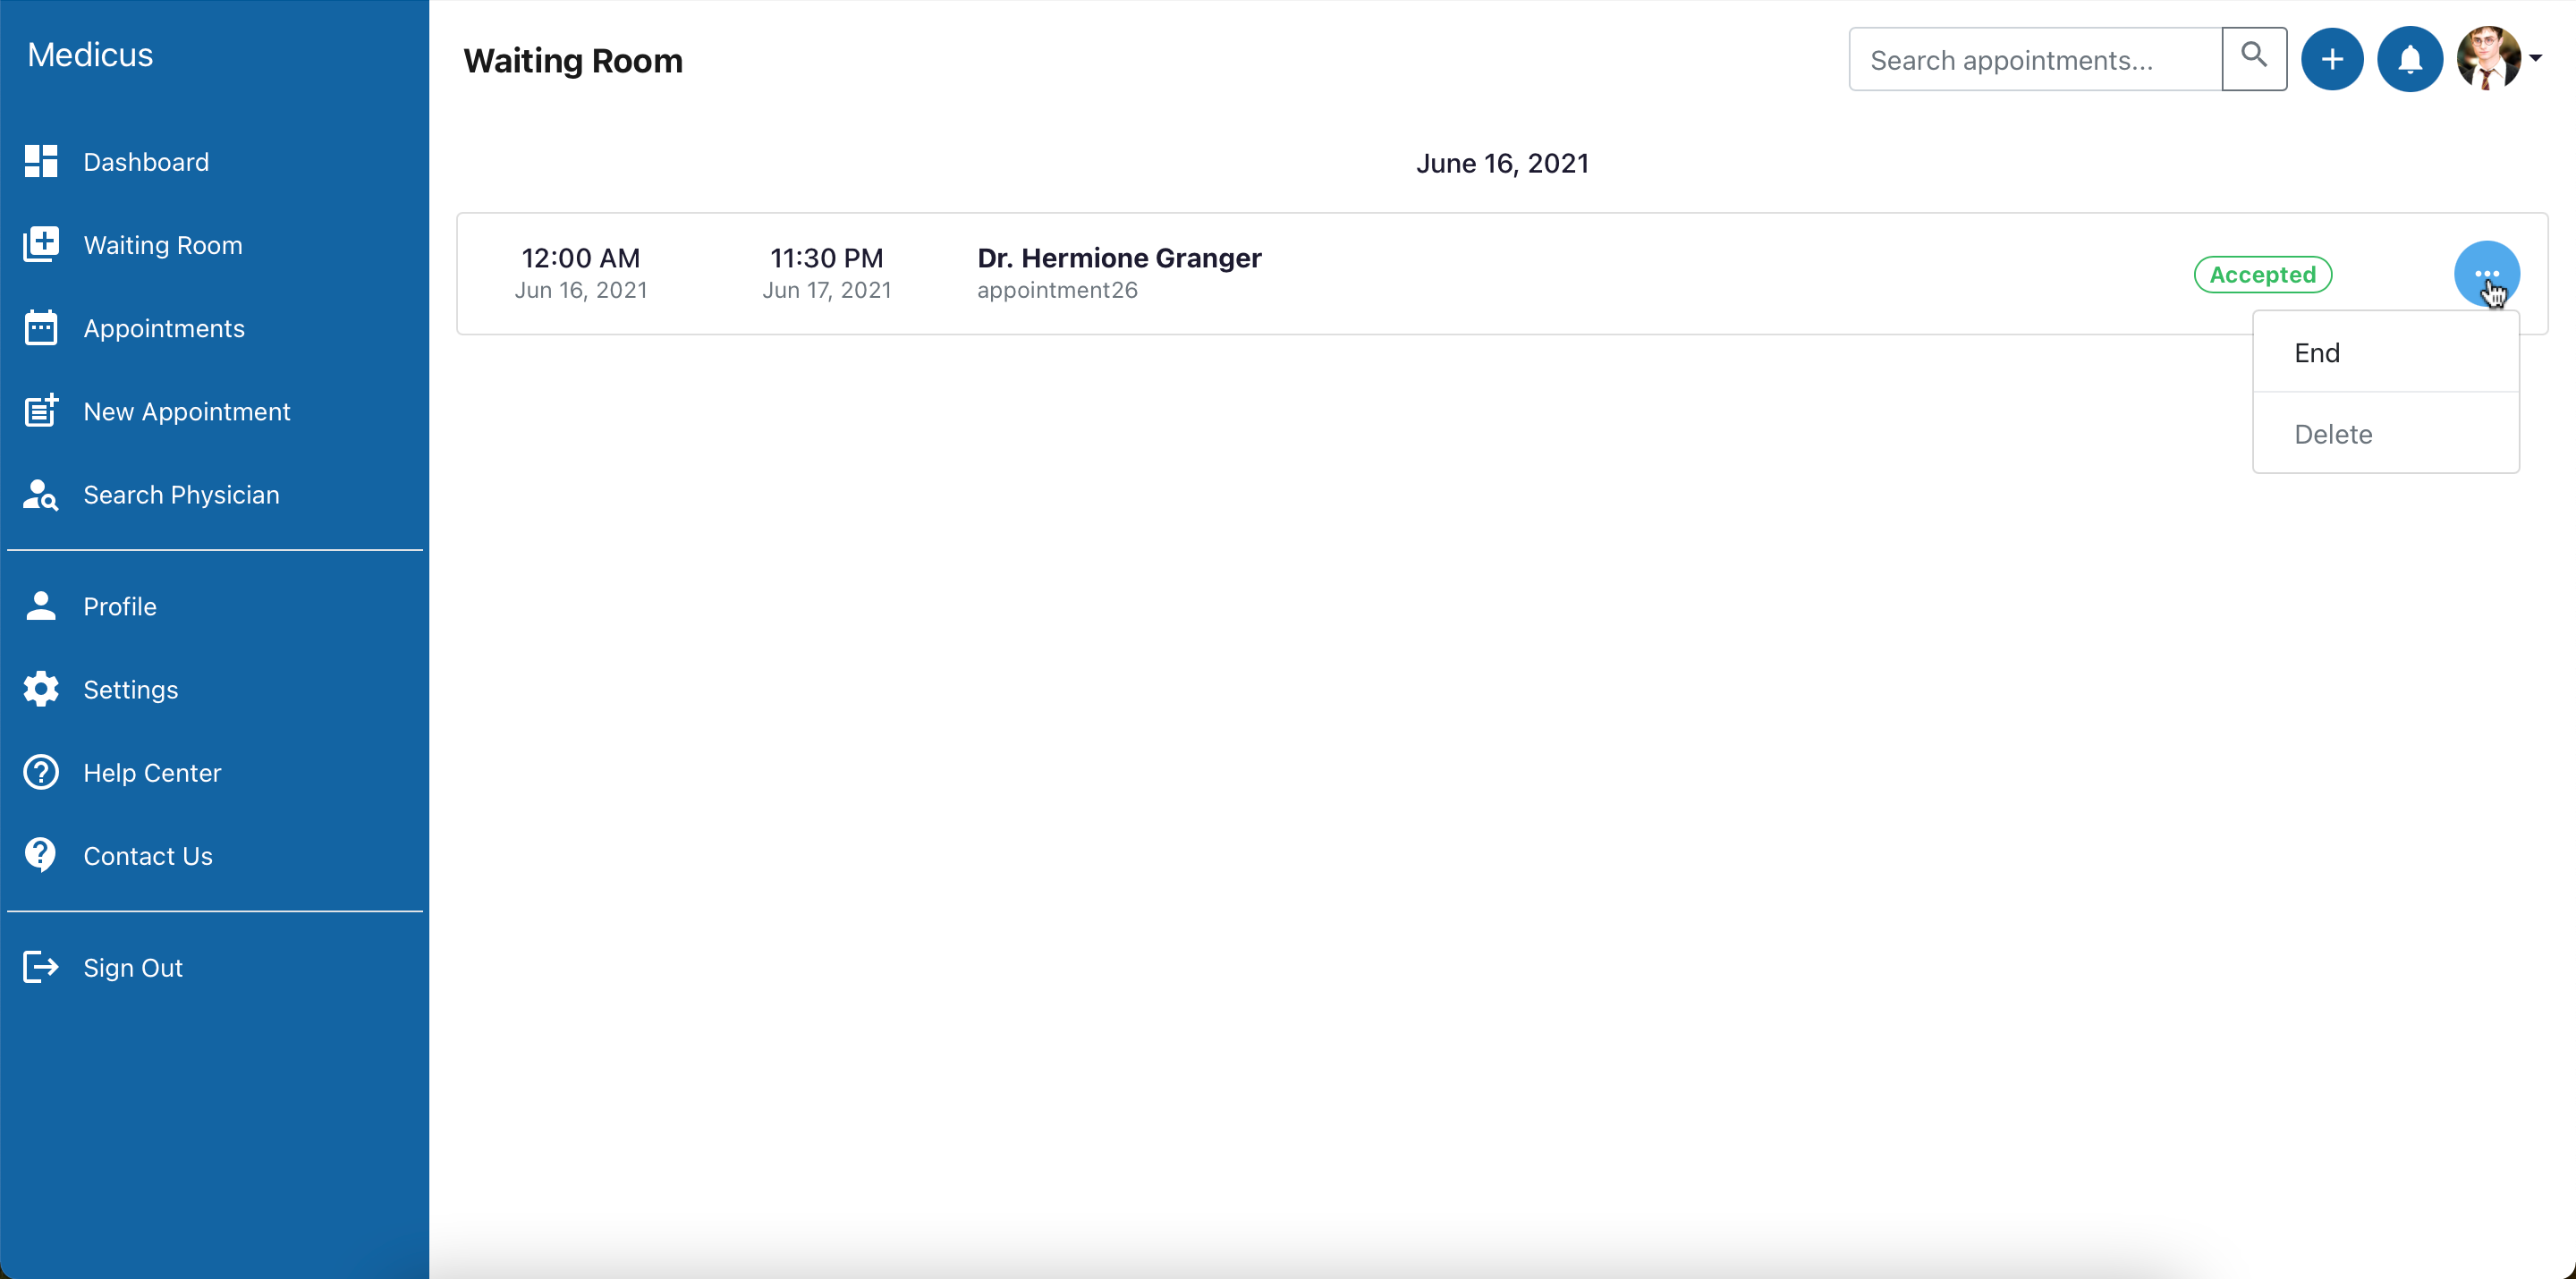 Medicus
Dashboard
Waiting Room
Appointments
New Appointment
Search Physician
Profile
Settings
Help Center
Contact Us
Sign Out
Waiting Room
Search appointments...
June 16, 2021
12:00 AM
Jun 16, 2021
11:30 PM
Jun 17, 2021
Dr. Hermione Granger
appointment26
Accepted
End
Delete